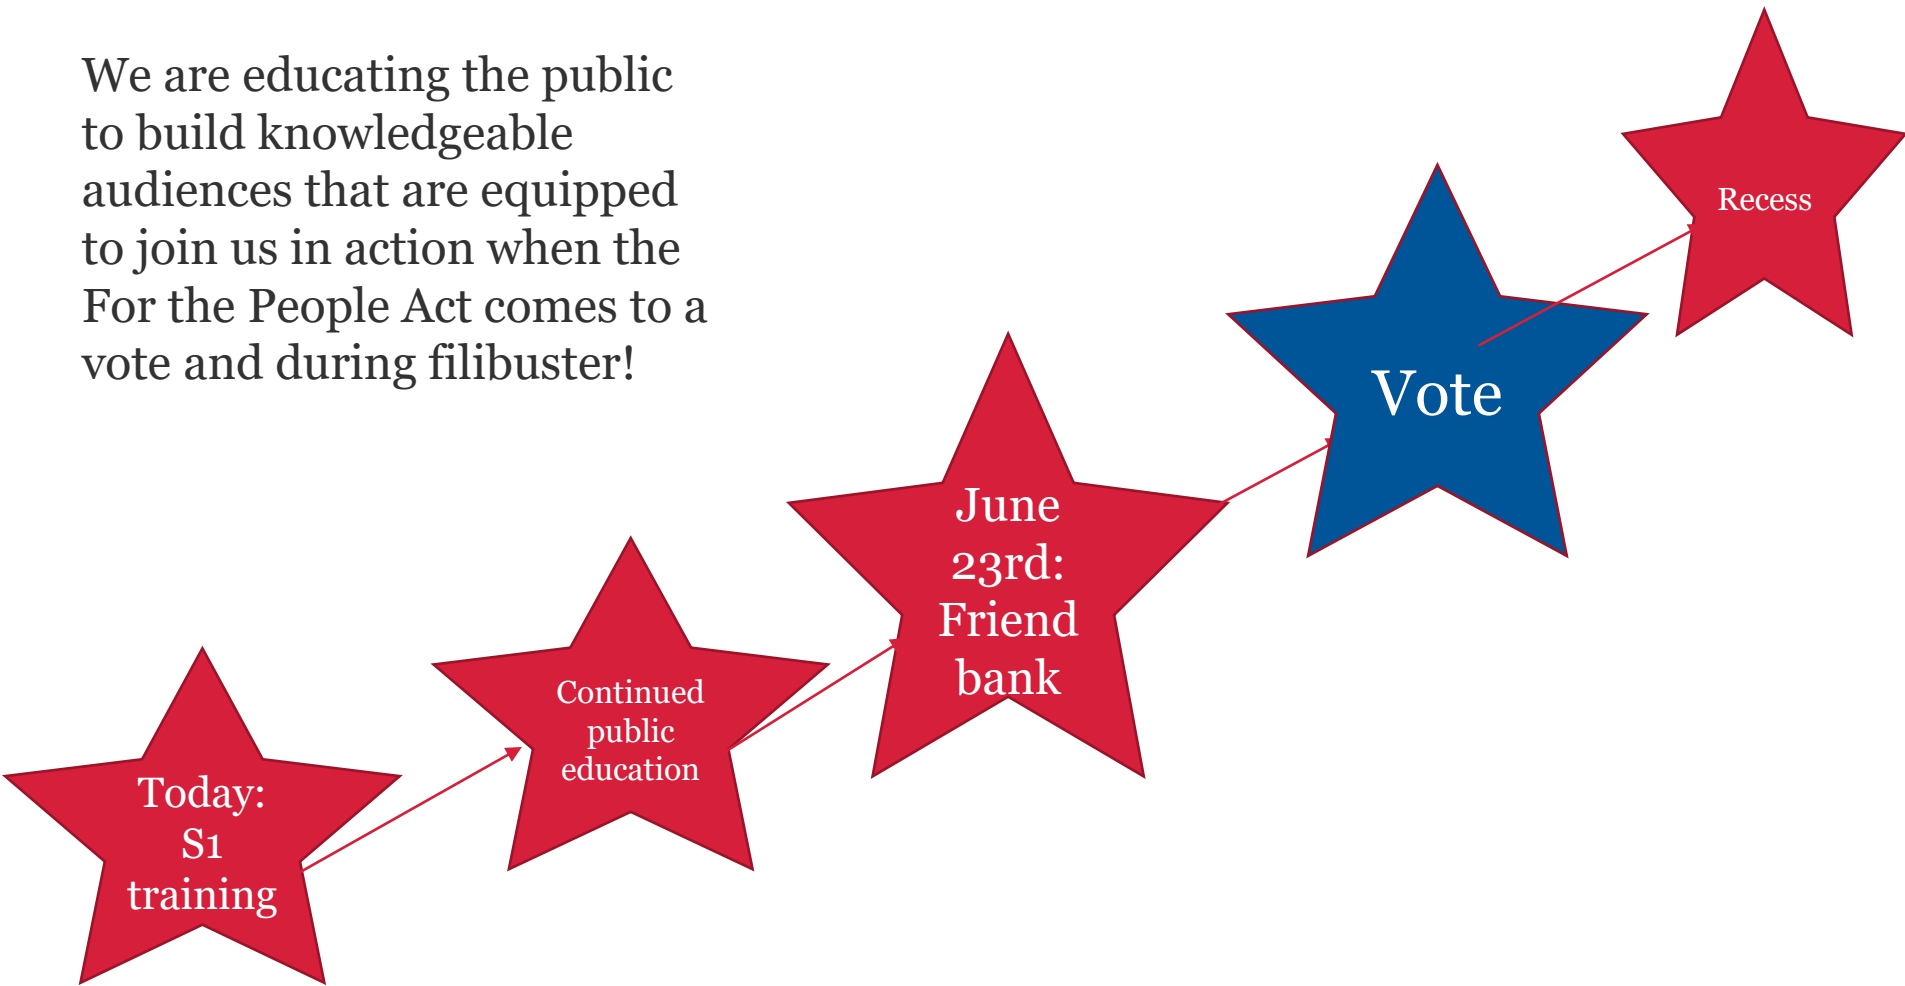 We are educating the public
to build knowledgeable
audiences that are equipped
to join us in action when the
For the People Act comes to a
vote and during filibuster!
Today:
S1
training
Continued
public
education
June
23rd:
Friend
bank
Vote
Recess